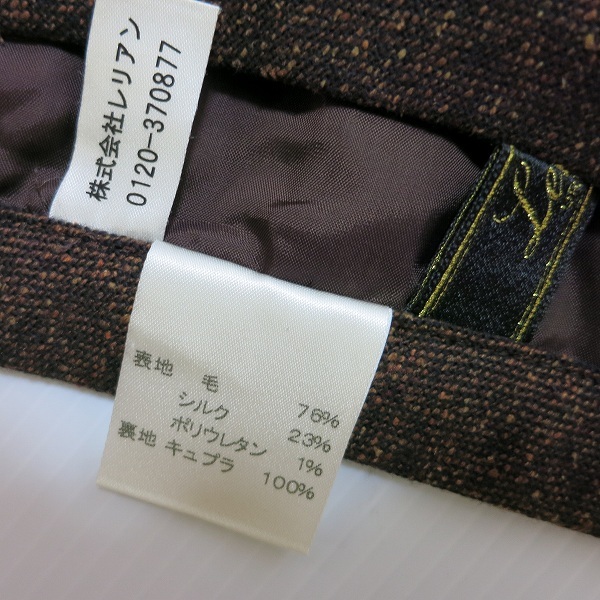 株式会社レリアン
0120-370877
表地 毛 76%
シルク 23%
ポリウレタン 1%
裏地 キュプラ 100%
Le